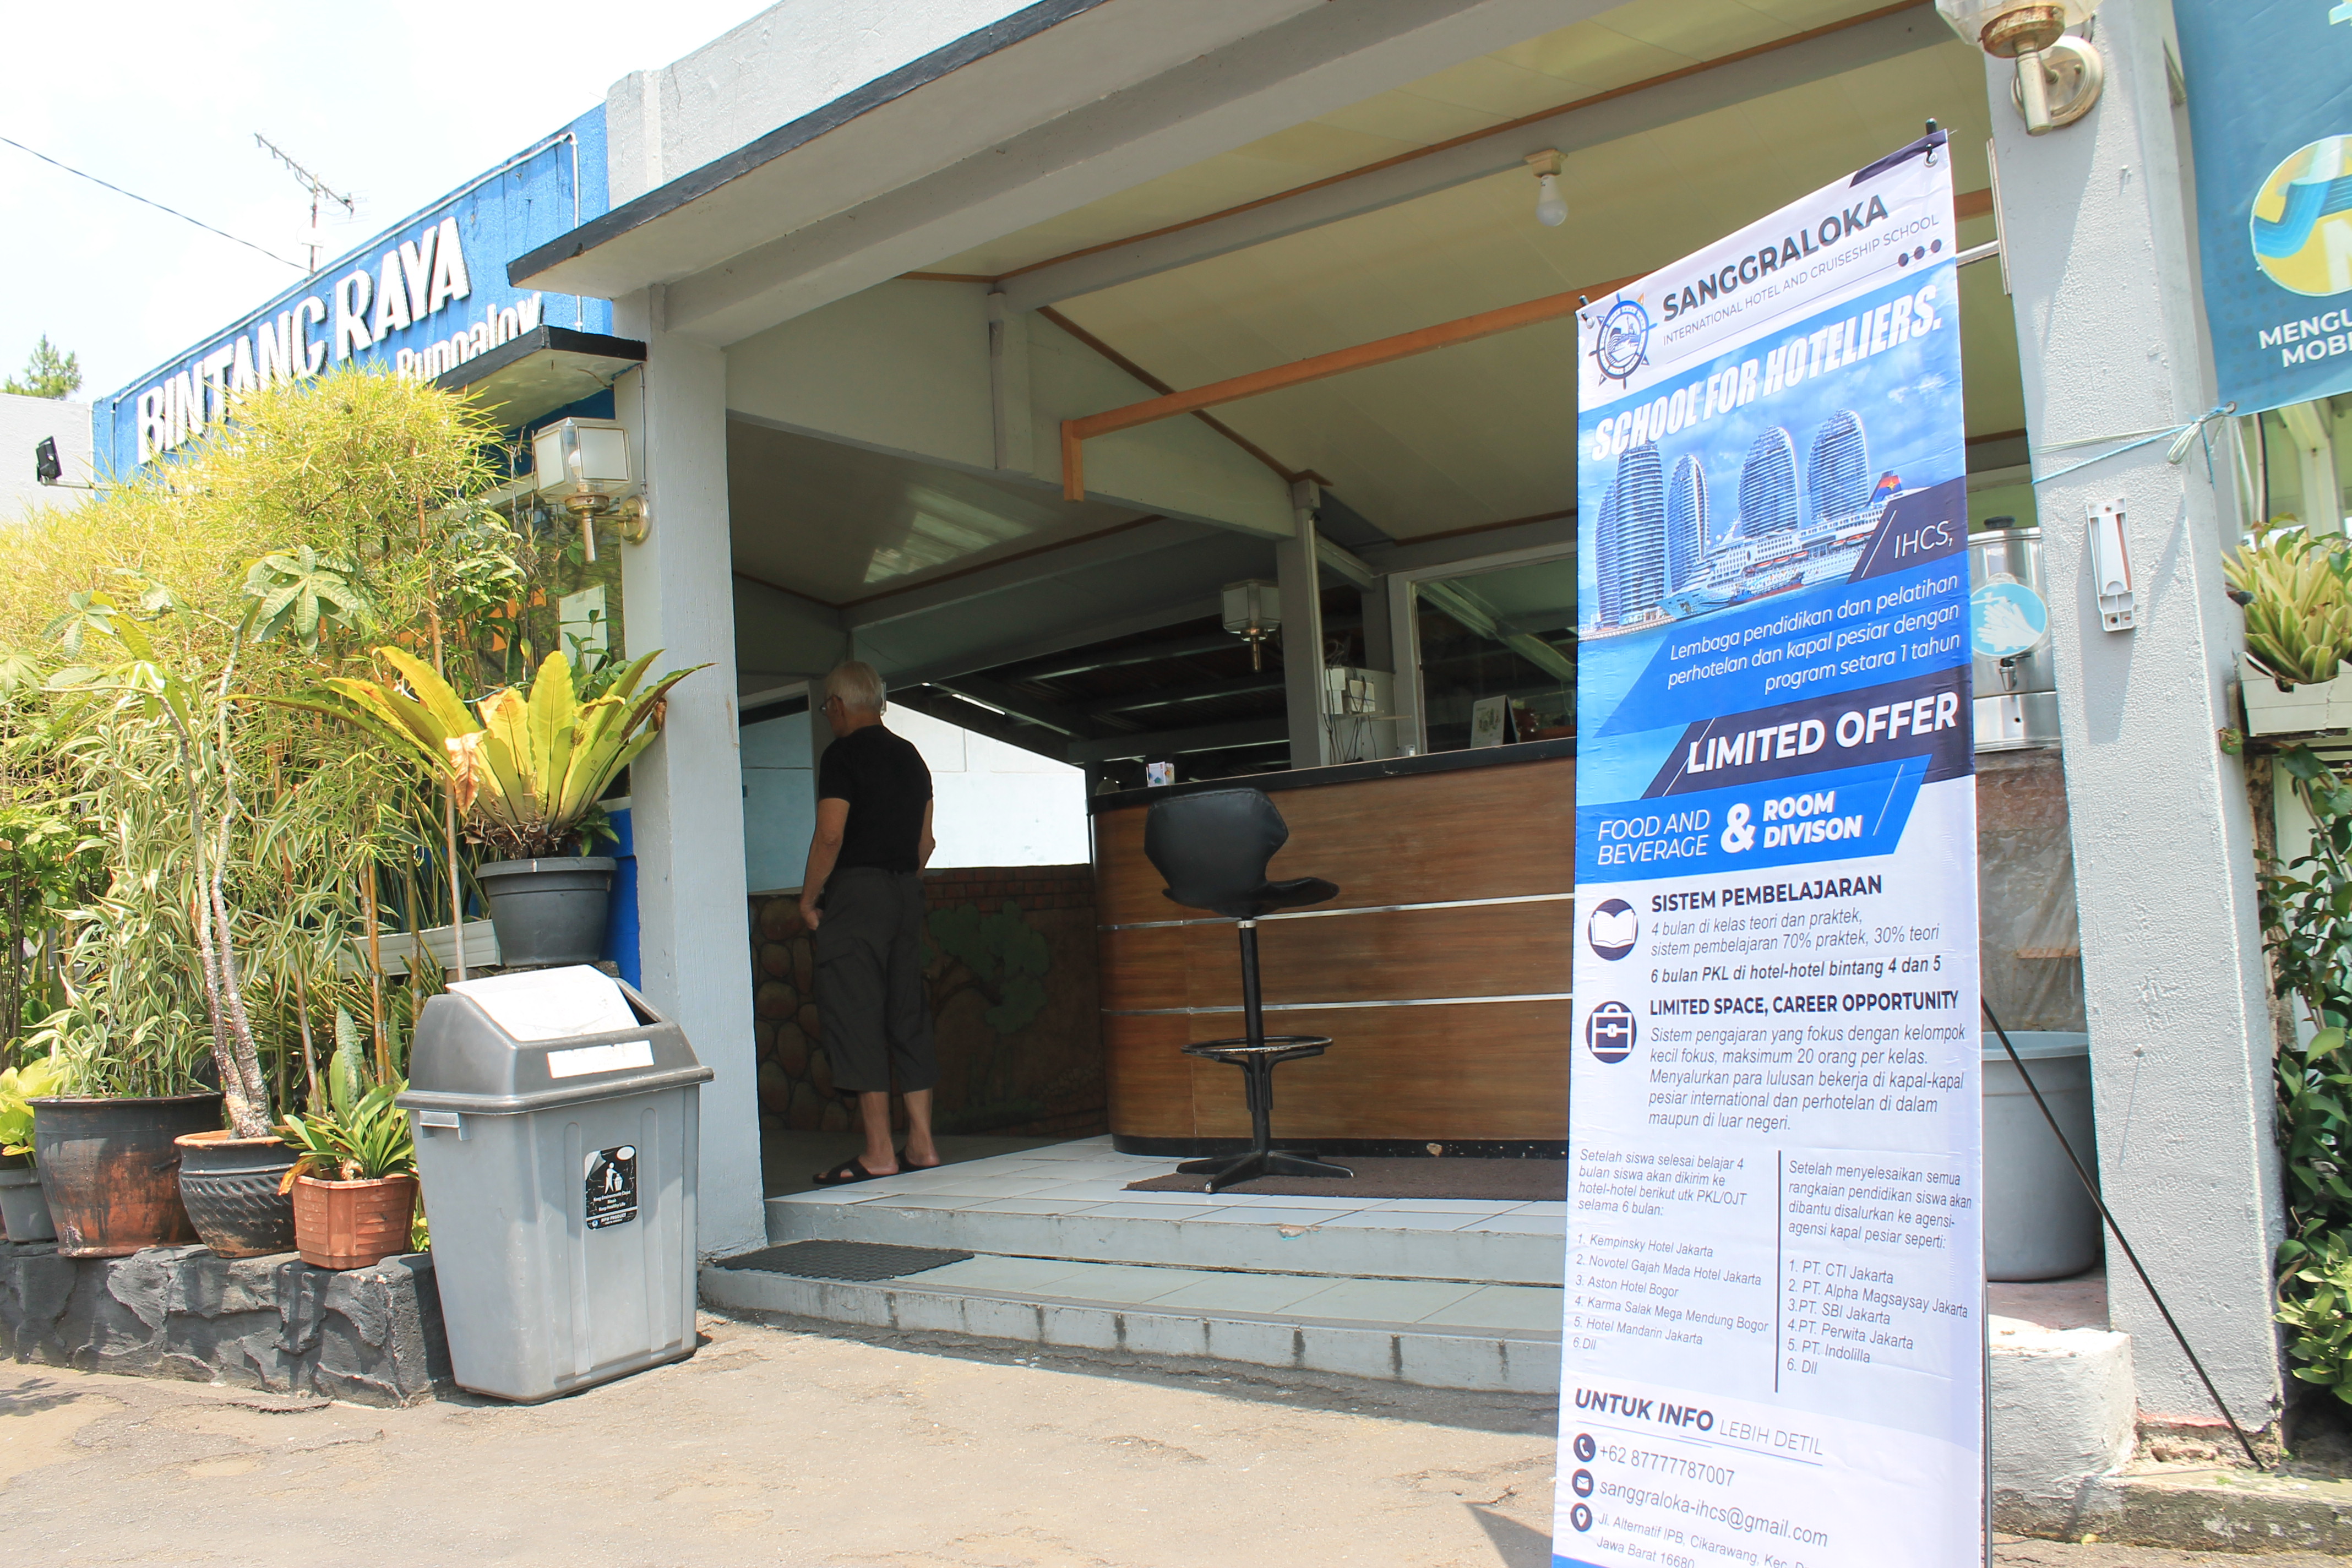 BINTANG RAYA
Bungalow
SANGGRALOKA
INTERNATIONAL HOTEL AND CRUISESHIP SCHOOL
SCHOOL FOR HOTELIERS.
IHCS,
Lembaga pendidikan dan pelatihan
perhotelan dan kapal pesiar dengan
program setara 1 tahun
LIMITED OFFER
FOOD AND
BEVERAGE
&
ROOM
DIVISON
SISTEM PEMBELAJARAN
4 bulan di kelas teori dan praktek,
sistem pembelajaran 70% praktek, 30% teori
6 bulan PKL di hotel-hotel bintang 4 dan 5
LIMITED SPACE, CAREER OPPORTUNITY
Sistem pengajaran yang fokus dengan kelompok
kecil fokus, maksimum 20 orang per kelas.
Menyalurkan para lulusan bekerja di kapal-kapal
pesiar international dan perhotelan di dalam
maupun di luar negeri.
Setelah siswa selesai belajar 4
bulan siswa akan dikirim ke
hotel-hotel berikut utk PKL/OJT
selama 6 bulan:
1. Kempinsky Hotel Jakarta
2. Novotel Gajah Mada Hotel Jakarta
3. Aston Hotel Bogor
4. Karma Salak Mega Mendung Bogor
5. Hotel Mandarin Jakarta
6 Dll
Setelah menyelesaikan semua
rangkaian pendidikan siswa akan
dibantu disalurkan ke agensi-
agensi kapal pesiar seperti:
1. PT. CTI Jakarta
2. PT. Alpha Magsaysay Jakarta
3.PT. SBI Jakarta
4.PT. Perwita Jakarta
5. PT. Indolilla
6. Dll
UNTUK INFO LEBIH DETIL
+62 87777787007
sanggraloka-ihcs@gmail.com
Jl. Alternatif IPB, Cikarawang, Kec. D
Jawa Barat 16680
MENGU
MOBI